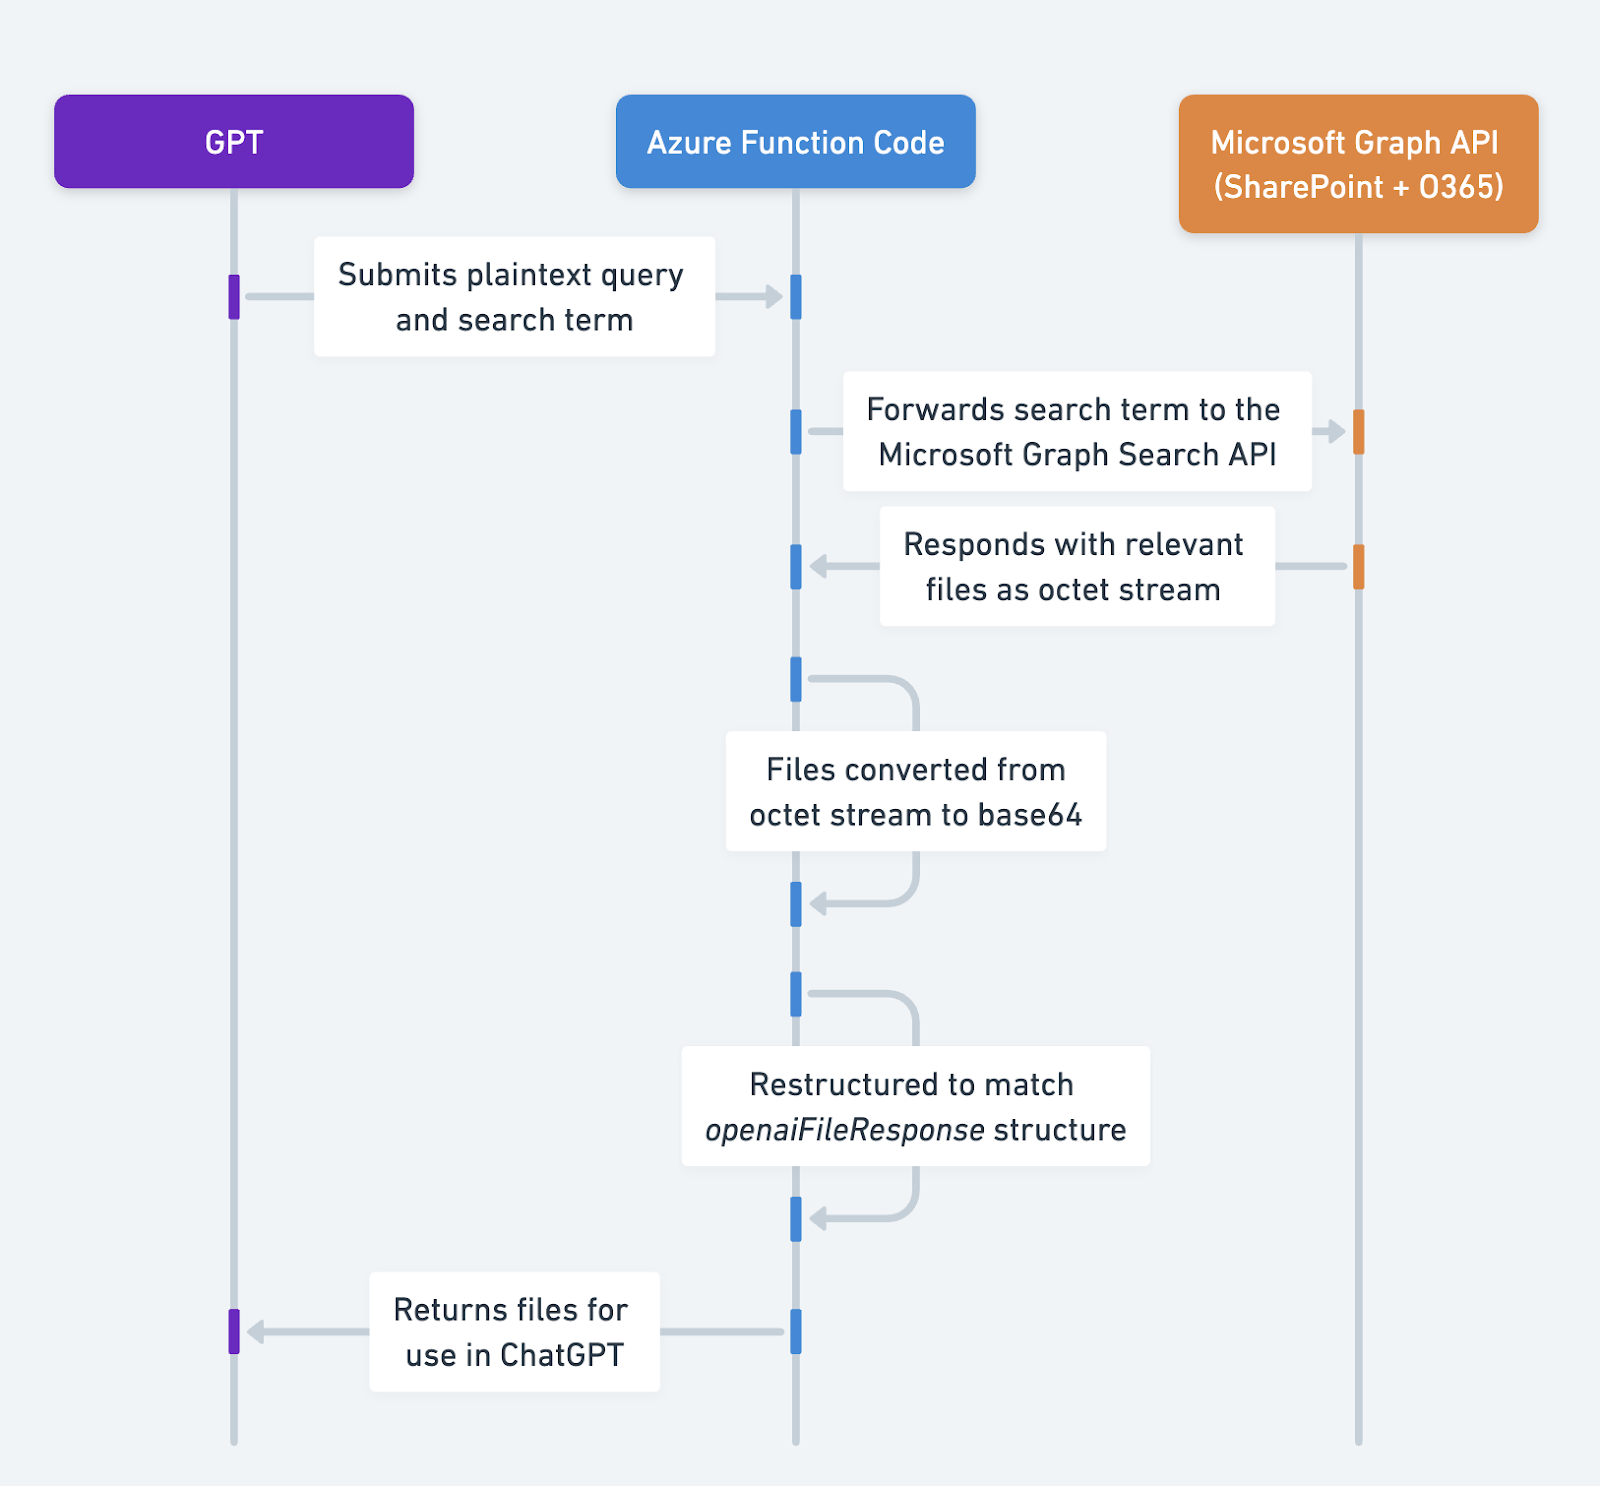 GPT
Azure Function Code
Microsoft Graph API
(SharePoint + O365)
Submits plaintext query
and search term
Forwards search term to the
Microsoft Graph Search API
Responds with relevant
files as octet stream
Files converted from
octet stream to base64
Restructured to match
openaiFileResponse structure
Returns files for
use in ChatGPT